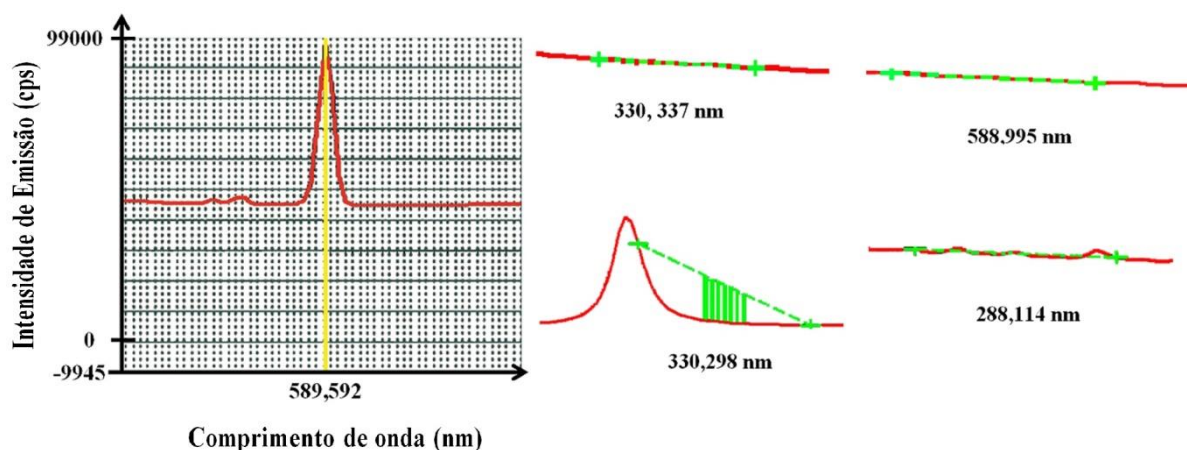 Intensidade de Emissão (cps)
99000
0
-9945
589,592
Comprimento de onda (nm)
330, 337 nm
588.995 nm
330,298 nm
288,114 nm